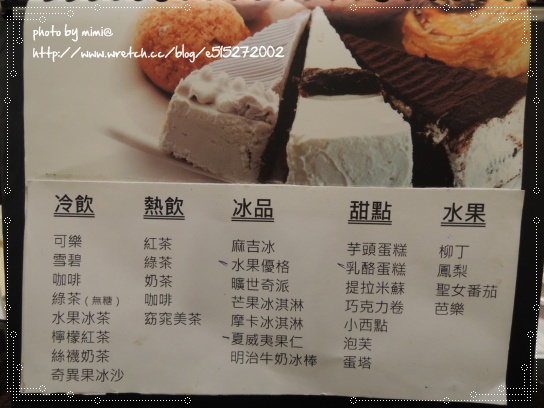 photo by mimi@
http://www.wretch.cc/blog/e515272002
冷飲
可樂
雪碧
咖啡
綠茶(無糖)
水果冰茶
檸檬紅茶
絲襪奶茶
奇異果冰沙
熱飲
紅茶
綠茶
奶茶
咖啡
窈窕美茶
冰品
麻吉冰
水果優格
曠世奇派
芒果冰淇淋
摩卡冰淇淋
夏威夷果仁
明治牛奶冰棒
甜點
芋頭蛋糕
乳酪蛋糕
提拉米蘇
巧克力卷
小西點
泡芙
蛋塔
水果
柳丁
鳳梨
聖女番茄
芭樂